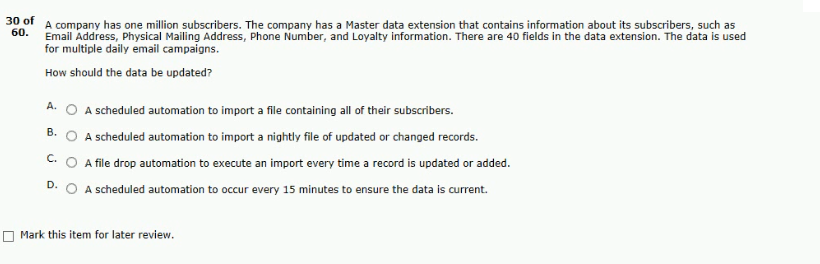 30 of 60.
A company has one million subscribers. The company has a Master data extension that contains information about its subscribers, such as
Email Address, Physical Mailing Address, Phone Number, and Loyalty information. There are 40 fields in the data extension. The data is used
for multiple daily email campaigns.
How should the data be updated?
A. A scheduled automation to import a file containing all of their subscribers.
B. A scheduled automation to import a nightly file of updated or changed records.
C. A file drop automation to execute an import every time a record is updated or added.
D. A scheduled automation to occur every 15 minutes to ensure the data is current.
Mark this item for later review.